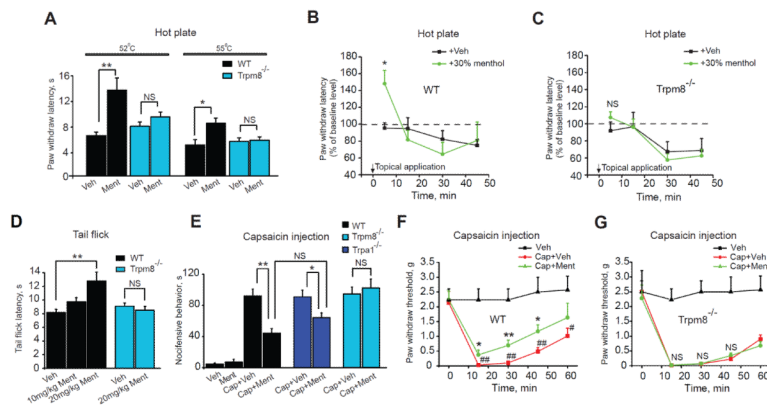 A
Hot plate
52°C
55°C
WT
Trpm8-/-
Paw withdraw latency, s
16
12
8
4
0
**
NS
*
NS
Veh
Ment
Veh
Ment
Veh
Ment
Veh
Ment
B
Hot plate
+Veh
+30% menthol
WT
Paw withdraw latency
(% of baseline level)
180
160
140
120
100
80
60
40
*
Topical application
0 10 20 30 40 50
Time, min
C
Hot plate
+Veh
+30% menthol
Trpm8-/-
Paw withdraw latency
(% of baseline level)
180
160
140
120
100
80
60
40
NS
Topical application
0 10 20 30 40 50
Time, min
D
Tail flick
WT
Trpm8-/-
Tail flick latency, s
16
14
12
10
8
6
4
2
0
**
NS
Veh
10mg/kg Ment
20mg/kg Ment
Veh
20mg/kg Ment
E
Capsaicin injection
WT
Trpm8-/-
Trpa1-/-
Nocifensive behavior, s
200
160
120
80
40
0
NS
**
*
NS
Veh
Ment
Cap+Veh
Cap+Ment
Cap+Veh
Cap+Ment
Cap+Veh
Cap+Ment
F
Capsaicin injection
Veh
Cap+Veh
Cap+Ment
Paw withdraw threshold, g
3.5
3.0
2.5
2.0
1.5
1.0
0.5
0
WT
* ** * #
## ## ##
0 10 20 30 40 50 60
Time, min
G
Capsaicin injection
Veh
Cap+Veh
Cap+Ment
Paw withdraw threshold, g
3.5
3.0
2.5
2.0
1.5
1.0
0.5
0
Trpm8-/-
NS NS NS
0 10 20 30 40 50 60
Time, min